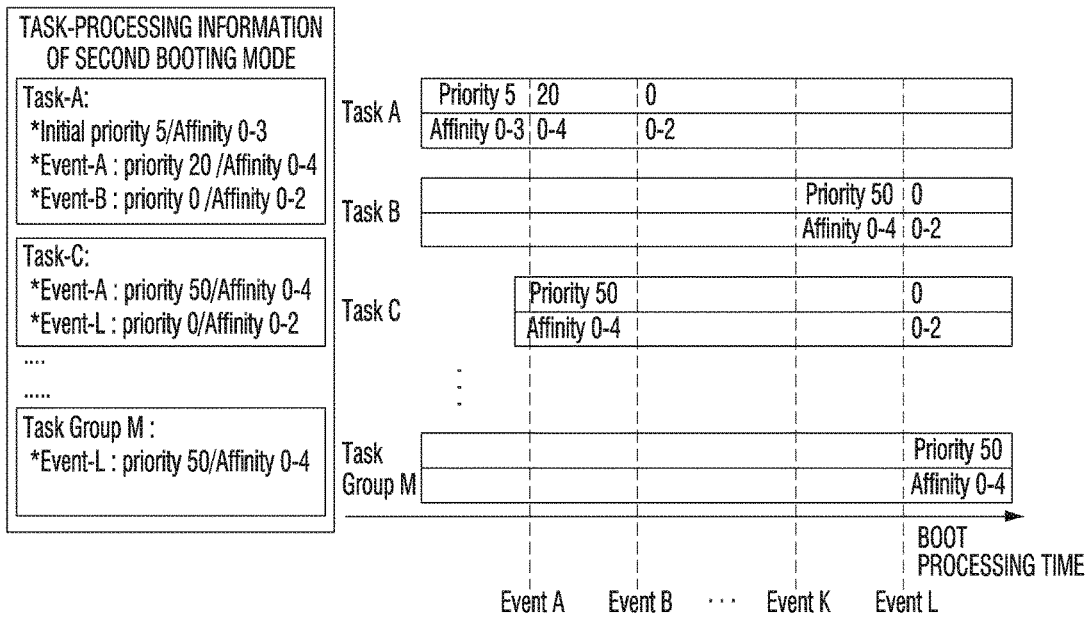 TASK-PROCESSING INFORMATION
OF SECOND BOOTING MODE
Task-A:
*Initial priority 5/Affinity 0-3
*Event-A : priority 20 /Affinity 0-4
*Event-B : priority 0 /Affinity 0-2
Task-C:
*Event-A : priority 50/Affinity 0-4
*Event-L : priority 0/Affinity 0-2
....
.....
Task Group M :
*Event-L : priority 50/Affinity 0-4
Task A
Priority 5 20 0
Affinity 0-3 0-4 0-2
Task B
Priority 50 0
Affinity 0-4 0-2
Task C
Priority 50 0
Affinity 0-4 0-2
Task
Group M
Priority 50
Affinity 0-4
BOOT
PROCESSING TIME
Event A Event B ··· Event K Event L